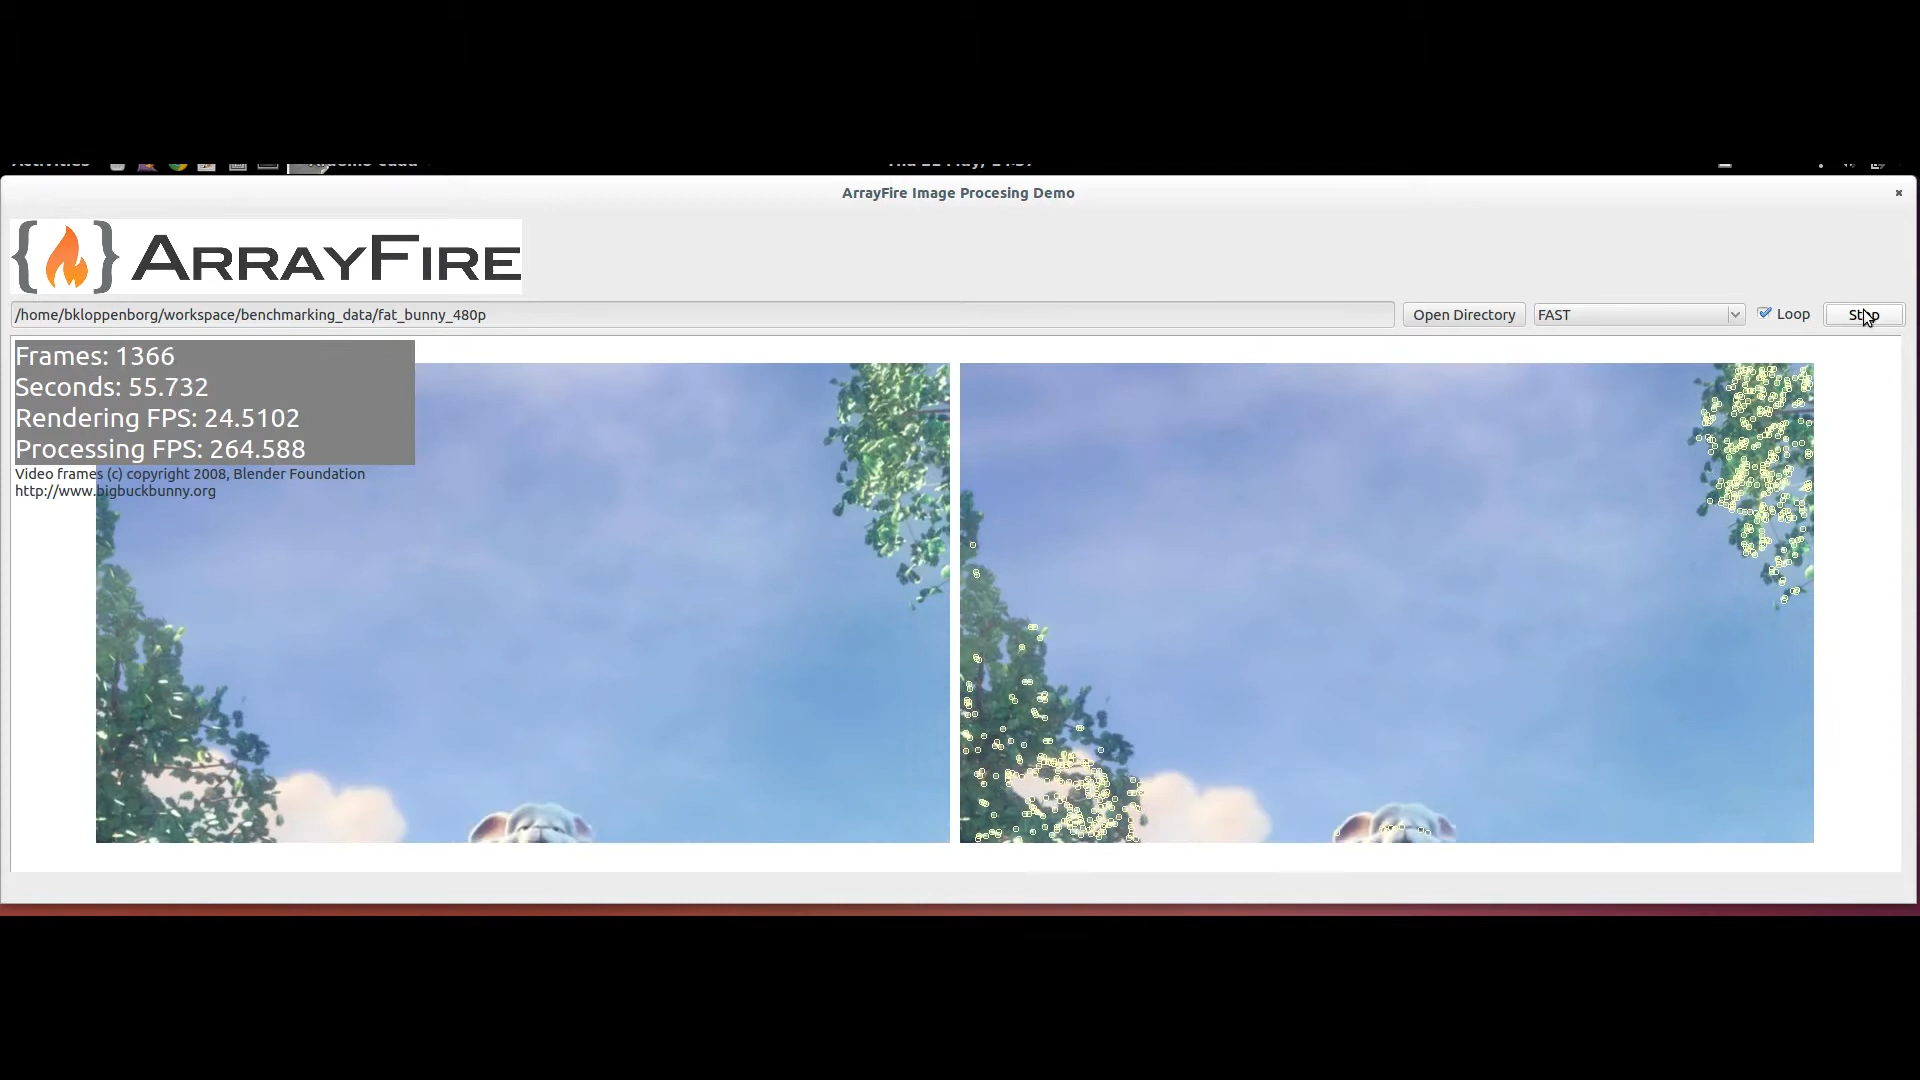 ArrayFire Image Procesing Demo
ARRAYFIRE
/home/bkloppenborg/workspace/benchmarking_data/fat_bunny_480p
Open Directory
FAST
Loop
Stop
Frames: 1366
Seconds: 55.732
Rendering FPS: 24.5102
Processing FPS: 264.588
Video frames (c) copyright 2008, Blender Foundation
http://www.bigbuckbunny.org